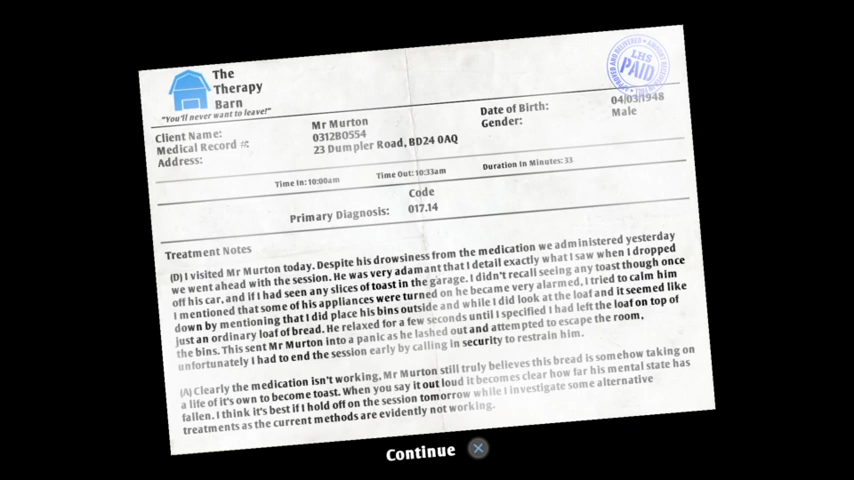 The
Therapy
Barn
"You'll never want to leave!"
LHS
PAID
Client Name: Mr Murton Date of Birth: 04/03/1948
Medical Record #: 0312B0554 Gender: Male
Address: 23 Dumpler Road, BD24 0AQ
Time In: 10:00am Time Out: 10:33am Duration In Minutes: 33
Code
Primary Diagnosis: 017.14
Treatment Notes
(D) I visited Mr Murton today. Despite his drowsiness from the medication we administered yesterday
we went ahead with the session. He was very adamant that I detail exactly what I saw when I dropped
off his car, and if I had seen any slices of toast in the garage. I didn't recall seeing any toast though once
I mentioned that some of his appliances were turned on he became very alarmed, I tried to calm him
down by mentioning that I did place his bins outside and while I did look at the loaf and it seemed like
just an ordinary loaf of bread. He relaxed for a few seconds until I specified I had left the loaf on top of
the bins. This sent Mr Murton into a panic as he lashed out and attempted to escape the room,
unfortunately I had to end the session early by calling in security to restrain him.
(A) Clearly the medication isn't working, Mr Murton still truly believes this bread is somehow taking on
a life of it's own to become toast. When you say it out loud it becomes clear how far his mental state has
fallen. I think it's best if I hold off on the session tomorrow while I investigate some alternative
treatments as the current methods are evidently not working.
Continue